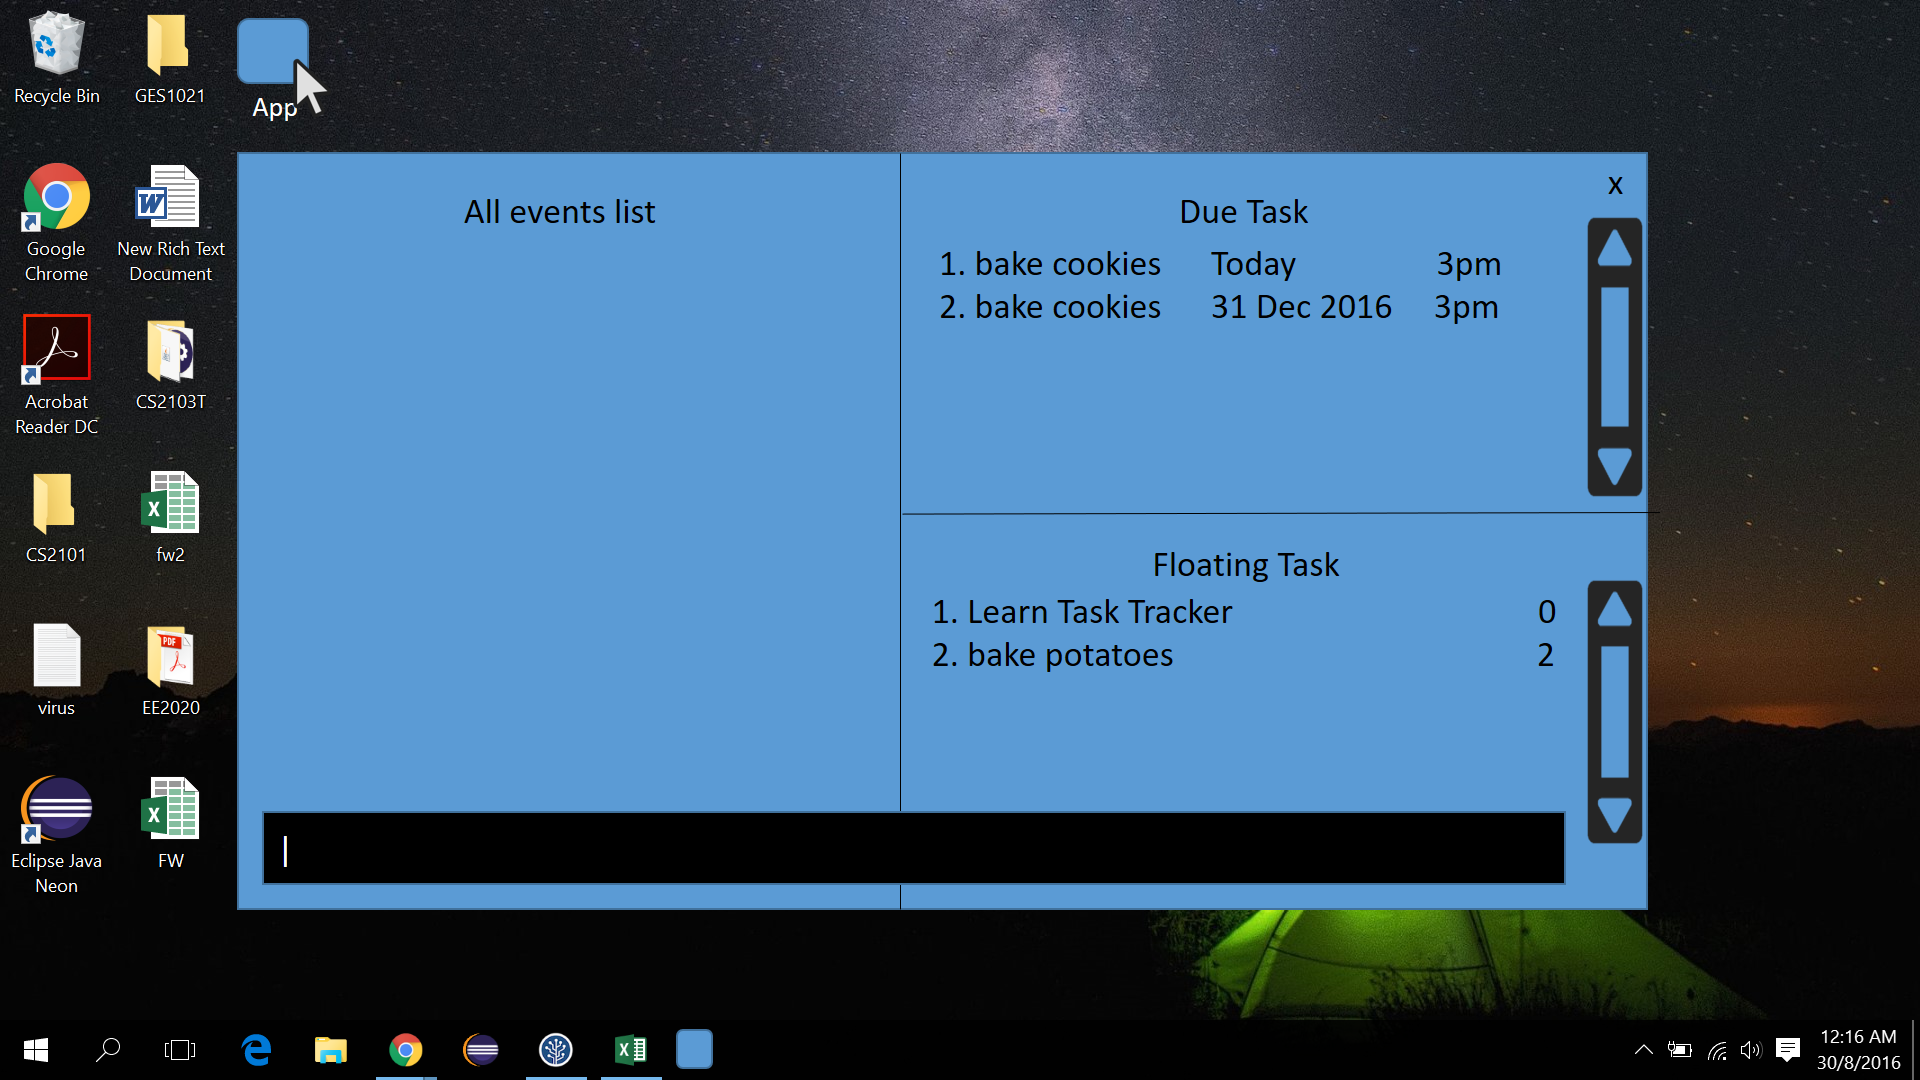 Recycle Bin
GES1021
App
Google
Chrome
New Rich Text
Document
Acrobat
Reader DC
CS2103T
CS2101
fw2
virus
EE2020
PDF
Eclipse Java
Neon
FW
All events list
x
Due Task
1. bake cookies Today 3pm
2. bake cookies 31 Dec 2016 3pm
Floating Task
1. Learn Task Tracker 0
2. bake potatoes 2
12:16 AM
30/8/2016